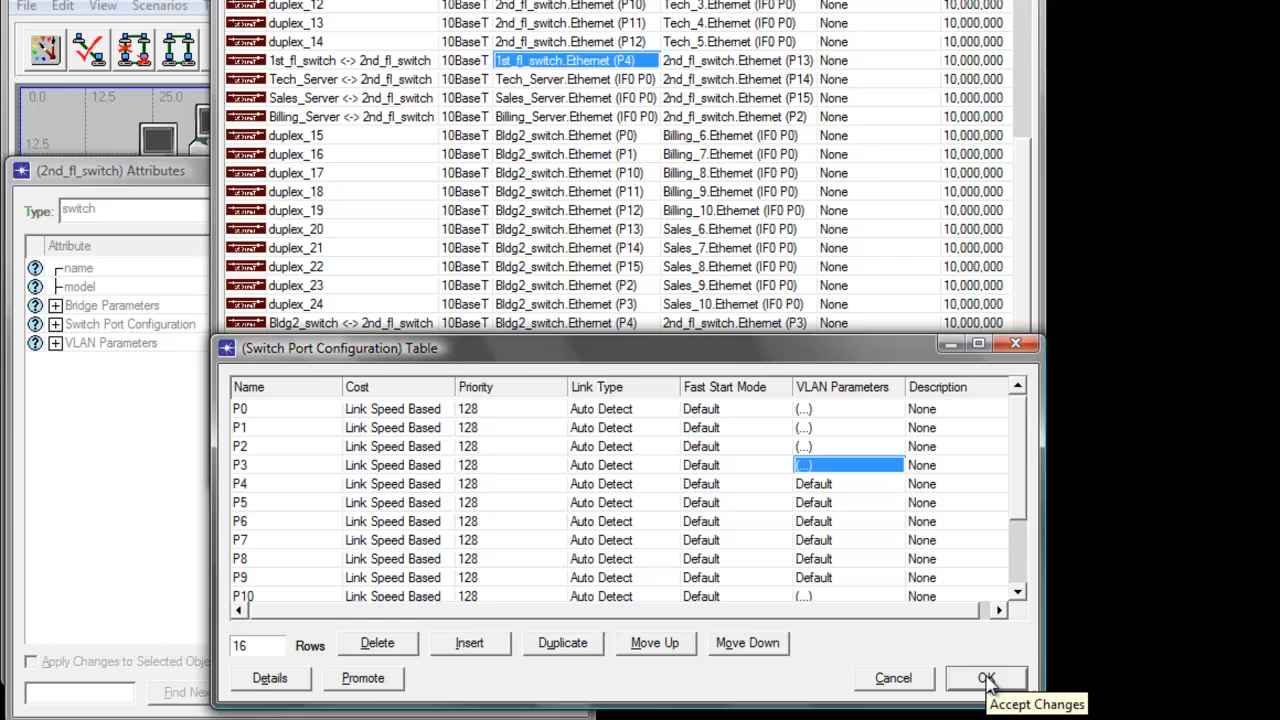 File Edit View Scenarios
duplex_12 10BaseT 2nd_fl_switch.Ethernet (P10) Tech_3.Ethernet (IF0 P0) None 10,000,000
duplex_13 10BaseT 2nd_fl_switch.Ethernet (P11) Tech_4.Ethernet (IF0 P0) None 10,000,000
duplex_14 10BaseT 2nd_fl_switch.Ethernet (P12) Tech_5.Ethernet (IF0 P0) None 10,000,000
1st_fl_switch <-> 2nd_fl_switch 10BaseT 1st_fl_switch.Ethernet (P4) 2nd_fl_switch.Ethernet (P13) None 10,000,000
Tech_Server <-> 2nd_fl_switch 10BaseT Tech_Server.Ethernet (IF0 P0) 2nd_fl_switch.Ethernet (P14) None 10,000,000
Sales_Server <-> 2nd_fl_switch 10BaseT Sales_Server.Ethernet (IF0 P0) 2nd_fl_switch.Ethernet (P15) None 10,000,000
Billing_Server <-> 2nd_fl_switch 10BaseT Billing_Server.Ethernet (IF0 P0) 2nd_fl_switch.Ethernet (P2) None 10,000,000
duplex_15 10BaseT Bldg2_switch.Ethernet (P0) Billing_6.Ethernet (IF0 P0) None 10,000,000
duplex_16 10BaseT Bldg2_switch.Ethernet (P1) Billing_7.Ethernet (IF0 P0) None 10,000,000
duplex_17 10BaseT Bldg2_switch.Ethernet (P10) Billing_8.Ethernet (IF0 P0) None 10,000,000
duplex_18 10BaseT Bldg2_switch.Ethernet (P11) Billing_9.Ethernet (IF0 P0) None 10,000,000
duplex_19 10BaseT Bldg2_switch.Ethernet (P12) Billing_10.Ethernet (IF0 P0) None 10,000,000
duplex_20 10BaseT Bldg2_switch.Ethernet (P13) Sales_6.Ethernet (IF0 P0) None 10,000,000
duplex_21 10BaseT Bldg2_switch.Ethernet (P14) Sales_7.Ethernet (IF0 P0) None 10,000,000
duplex_22 10BaseT Bldg2_switch.Ethernet (P15) Sales_8.Ethernet (IF0 P0) None 10,000,000
duplex_23 10BaseT Bldg2_switch.Ethernet (P2) Sales_9.Ethernet (IF0 P0) None 10,000,000
duplex_24 10BaseT Bldg2_switch.Ethernet (P3) Sales_10.Ethernet (IF0 P0) None 10,000,000
Bldg2_switch <-> 2nd_fl_switch 10BaseT Bldg2_switch.Ethernet (P4) 2nd_fl_switch.Ethernet (P3) None 10,000,000
0.0 12.5 25.0
12.5
(2nd_fl_switch) Attributes
Type: switch
Attribute
name
model
Bridge Parameters
Switch Port Configuration
VLAN Parameters
Apply Changes to Selected Obje
Find Nex
(Switch Port Configuration) Table
Name Cost Priority Link Type Fast Start Mode VLAN Parameters Description
P0 Link Speed Based 128 Auto Detect Default (...) None
P1 Link Speed Based 128 Auto Detect Default (...) None
P2 Link Speed Based 128 Auto Detect Default (...) None
P3 Link Speed Based 128 Auto Detect Default (...) None
P4 Link Speed Based 128 Auto Detect Default Default None
P5 Link Speed Based 128 Auto Detect Default Default None
P6 Link Speed Based 128 Auto Detect Default Default None
P7 Link Speed Based 128 Auto Detect Default Default None
P8 Link Speed Based 128 Auto Detect Default Default None
P9 Link Speed Based 128 Auto Detect Default Default None
P10 Link Speed Based 128 Auto Detect Default (...) None
16 Rows Delete Insert Duplicate Move Up Move Down
Details Promote Cancel OK
Accept Changes